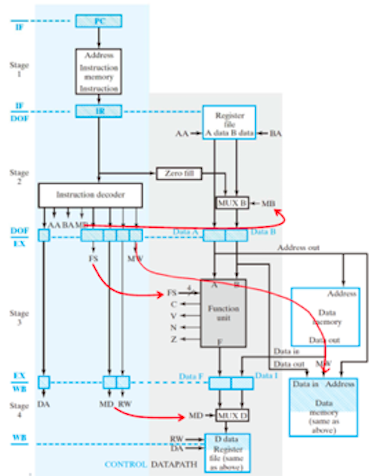 PC
IF
Address
Instruction
memory
Instruction
Stage
1
IF
DOF
IR
Register
file
A data B data
AA
BA
Stage
2
Zero fill
MUX B
MB
Instruction decoder
AA BA MB
DOF
EX
Data A
Data B
Address out
FS
MW
A
B
FS
4
C
V
N
Z
Function
unit
F
Stage
3
Address
Data
memory
Data out
Data in
Data out
MW
EX
WB
Data F
Data I
Data in Address
Data
memory (same
as above)
DA
MD RW
Stage
4
MD
MUX D
WB
RW
DA
D data
Register
file (same
as above)
CONTROL DATAPATH